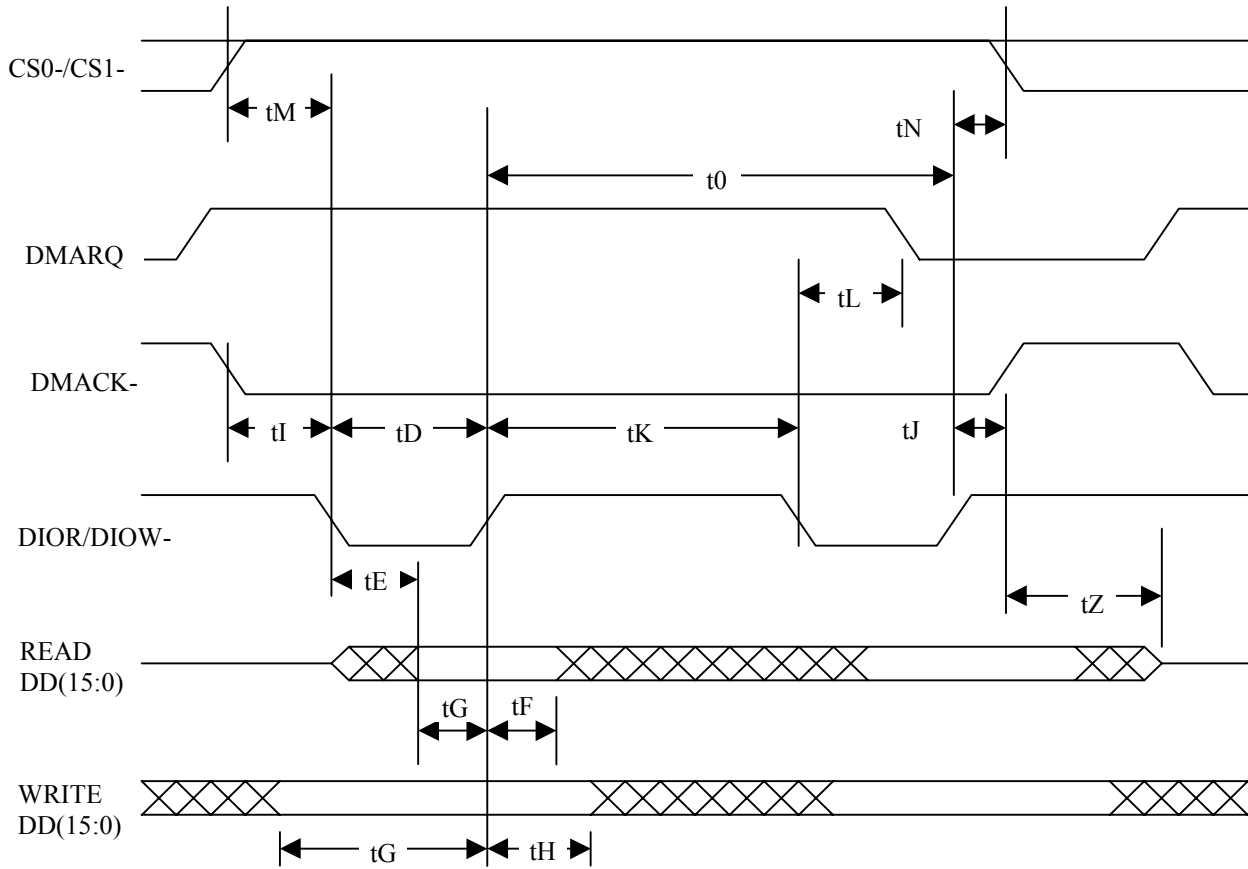 CS0-/CS1-
tM
tN
t0
DMARQ
tL
DMACK-
tI
tD
tK
tJ
DIOR/DIOW-
tE
tZ
READ
DD(15:0)
tG
tF
WRITE
DD(15:0)
tG
tH